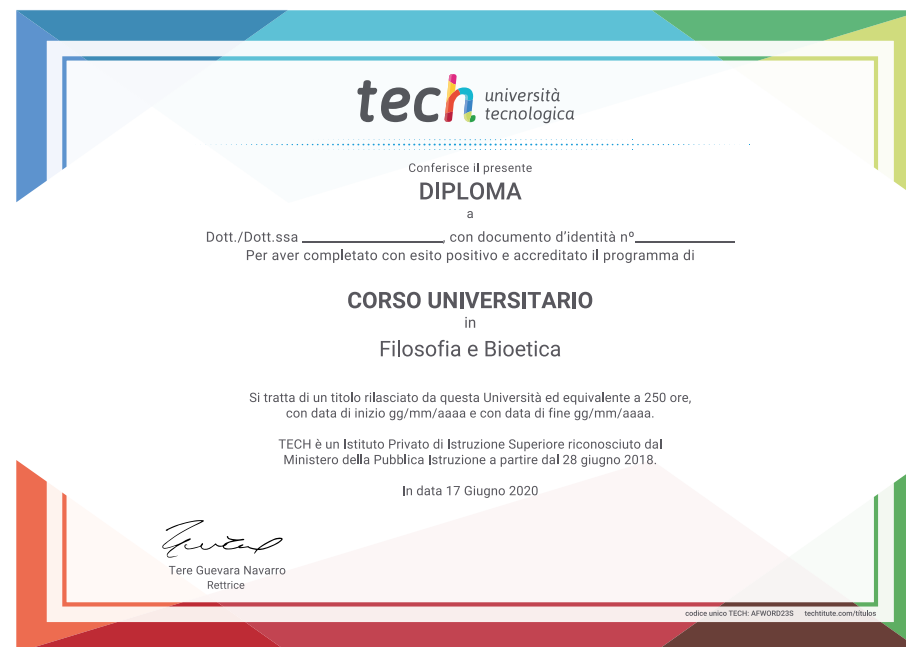 tech università
tecnologica
Conferisce il presente
DIPLOMA
a
Dott./Dott.ssa ____________, con documento d'identità nº____________
Per aver completato con esito positivo e accreditato il programma di
CORSO UNIVERSITARIO
in
Filosofia e Bioetica
Si tratta di un titolo rilasciato da questa Università ed equivalente a 250 ore,
con data di inizio gg/mm/aaaa e con data di fine gg/mm/aaaa.
TECH è un Istituto Privato di Istruzione Superiore riconosciuto dal
Ministero della Pubblica Istruzione a partire dal 28 giugno 2018.
In data 17 Giugno 2020
Tere Guevara Navarro
Rettrice
codice unico TECH: AFWORD23S techtitute.com/titulos